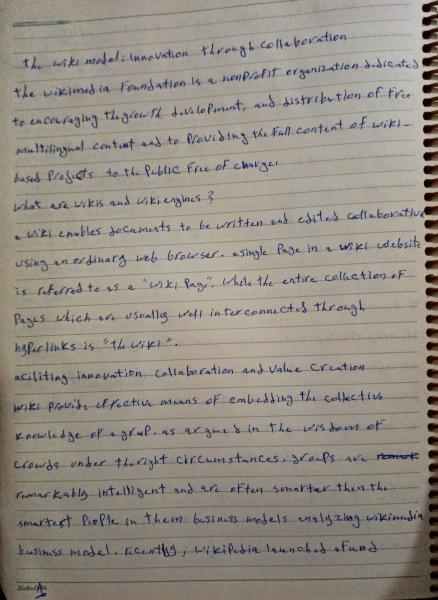 the wiki model: Innovation through Collaboration
the wikimedia Foundation is a nonprofit organization dedicated
to encouraging the growth, development, and distribution of Free
multilingual content and to providing the full content of wiki-
based Projects to the Public Free of charge.
what are wikis and wiki engines?
a wiki enables documents to be written and edited collaborative
using an ordinary web browser. a single Page in a wiki website
is referred to as a "wiki Page", while the entire collection of
Pages which are usually well interconnected through
hyperlinks is "the wiki".
aciliting innovation collaboration and value Creation
wiki provide effective means of embedding the collective
knowledge of a group. as argued in the wisdom of
crowds under the right circumstances, groups are remark
remarkably intelligent and are often smarter then the
smartest People in them business models analyzing wikimedia
business model. recently, wikipedia launched a fund